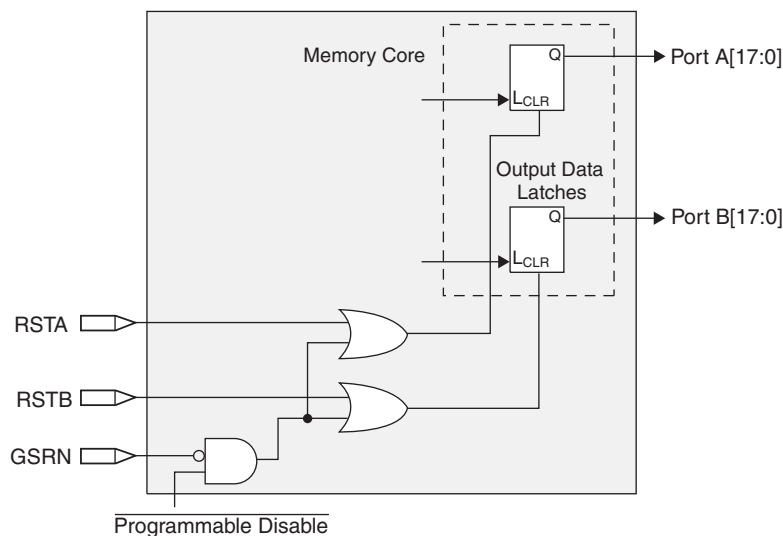 Memory Core
Q
Port A[17:0]
LCLR
Output Data
Latches
Q
Port B[17:0]
LCLR
RSTA
RSTB
GSRN
Programmable Disable